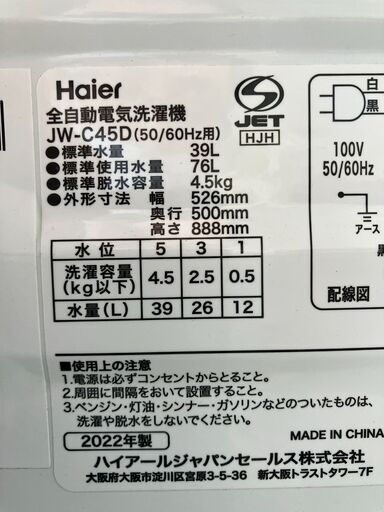 Haier
全自動電気洗濯機
JW-C45D(50/60Hz用)
S
JET
HJH
●標準水量 39L
●標準使用水量 76L
●標準脱水容量 4.5kg
●外形寸法 幅 526mm
奥行 500mm
高さ 888mm
水位 5 3 1
洗濯容量(kg以下) 4.5 2.5 0.5
水量(L) 39 26 12
白
黒
100V
50/60Hz
アース
配線図
■使用上の注意
1.電源は必ずコンセントからとること。
2.周囲に間隔をおいて設置すること。
3.ベンジン・灯油・シンナー・ガソリンなどのついたものは、
洗濯や脱水をしないでください。
2022年製
MADE IN CHINA
ハイアールジャパンセールス株式会社
大阪府大阪市淀川区宮原3-5-36 新大阪トラストタワー7F